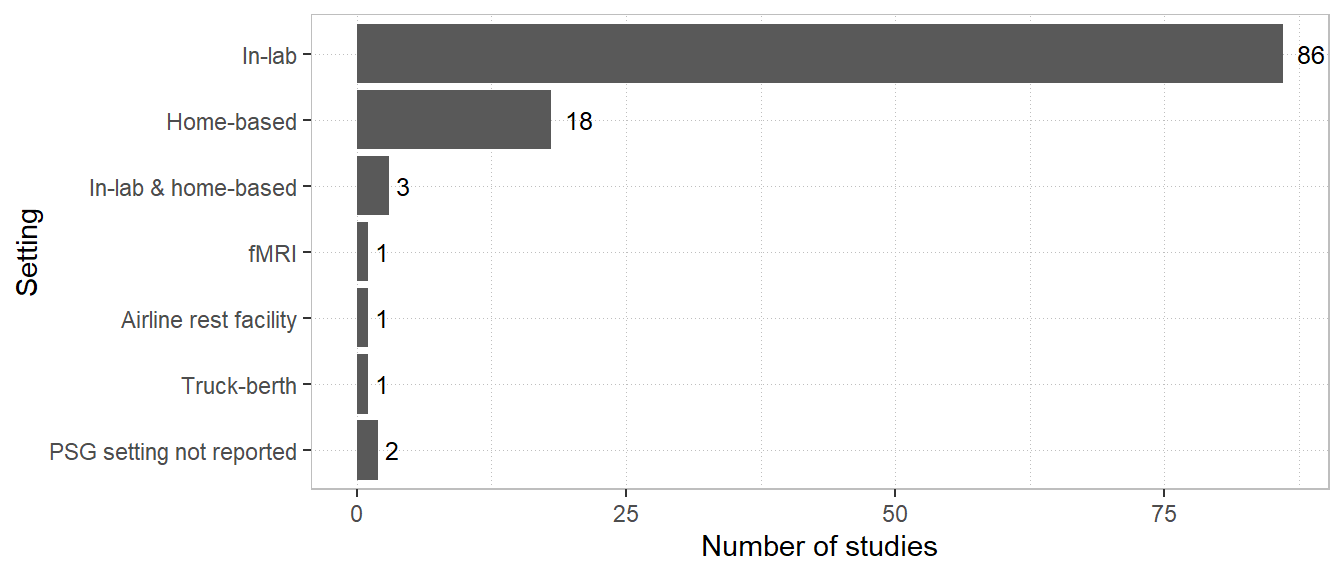 In-lab 86
Home-based 18
In-lab & home-based 3
fMRI 1
Airline rest facility 1
Truck-berth 1
PSG setting not reported 2
Setting
0 25 50 75
Number of studies